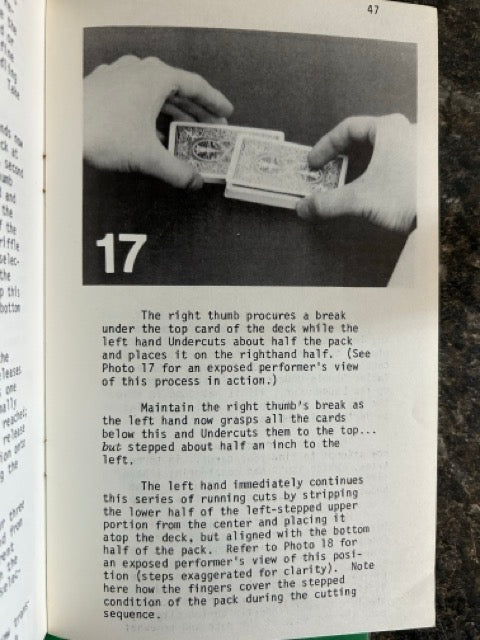 47
17
The right thumb procures a break
under the top card of the deck while the
left hand Undercuts about half the pack
and places it on the righthand half. (See
Photo 17 for an exposed performer's view
of this process in action.)
Maintain the right thumb's break as
the left hand now grasps all the cards
below this and Undercuts them to the top...
but stepped about half an inch to the
left.
The left hand immediately continues
this series of running cuts by stripping
the lower half of the left-stepped upper
portion from the center and placing it
atop the deck, but aligned with the bottom
half of the pack. Refer to Photo 18 for
an exposed performer's view of this posi-
tion (steps exaggerated for clarity). Note
here how the fingers cover the stepped
condition of the pack during the cutting
sequence.